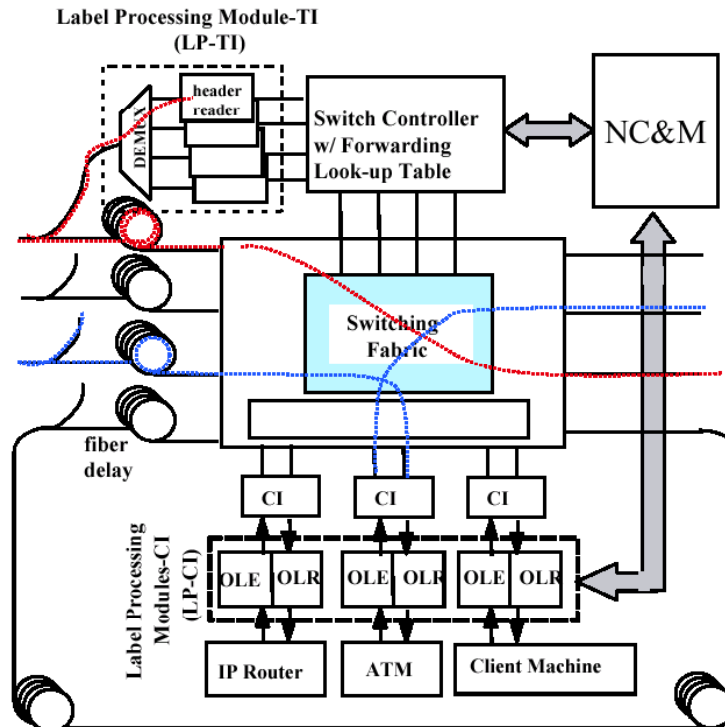 Label Processing Module-TI
(LP-TI)
header
reader
DEMUX
Switch Controller
w/ Forwarding
Look-up Table
NC&M
Switching
Fabric
fiber
delay
CI
CI
CI
Label Processing
Modules-CI
(LP-CI)
OLE
OLR
OLE
OLR
OLE
OLR
IP Router
ATM
Client Machine